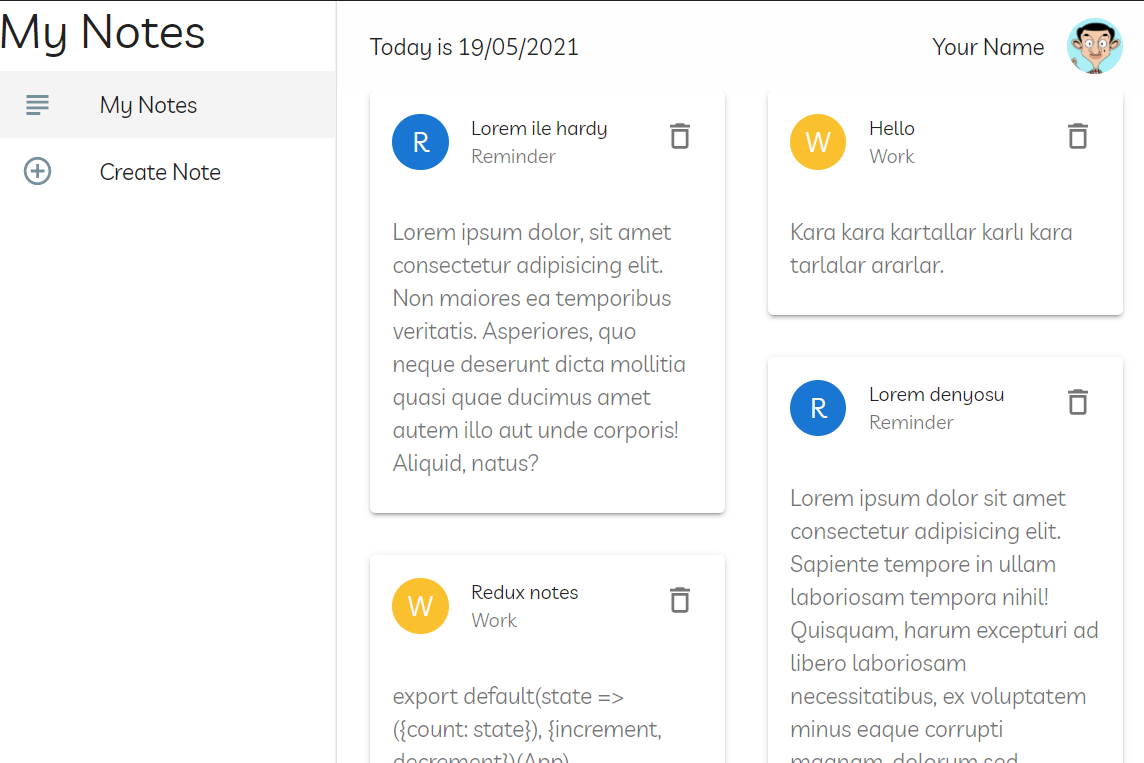 My Notes
My Notes
Create Note
Today is 19/05/2021
Your Name
R
Lorem ile hardy
Reminder
Lorem ipsum dolor, sit amet
consectetur adipisicing elit.
Non maiores ea temporibus
veritatis. Asperiores, quo
neque deserunt dicta mollitia
quasi quae ducimus amet
autem illo aut unde corporis!
Aliquid, natus?
W
Redux notes
Work
export default(state =>
({count: state}), {increment,
decrement})(App)
W
Hello
Work
Kara kara kartallar karlı kara
tarlalar ararlar.
R
Lorem denyosu
Reminder
Lorem ipsum dolor sit amet
consectetur adipisicing elit.
Sapiente tempore in ullam
laboriosam tempora nihil!
Quisquam, harum excepturi ad
libero laboriosam
necessitatibus, ex voluptatem
minus eaque corrupti
magnam, dolorum sed